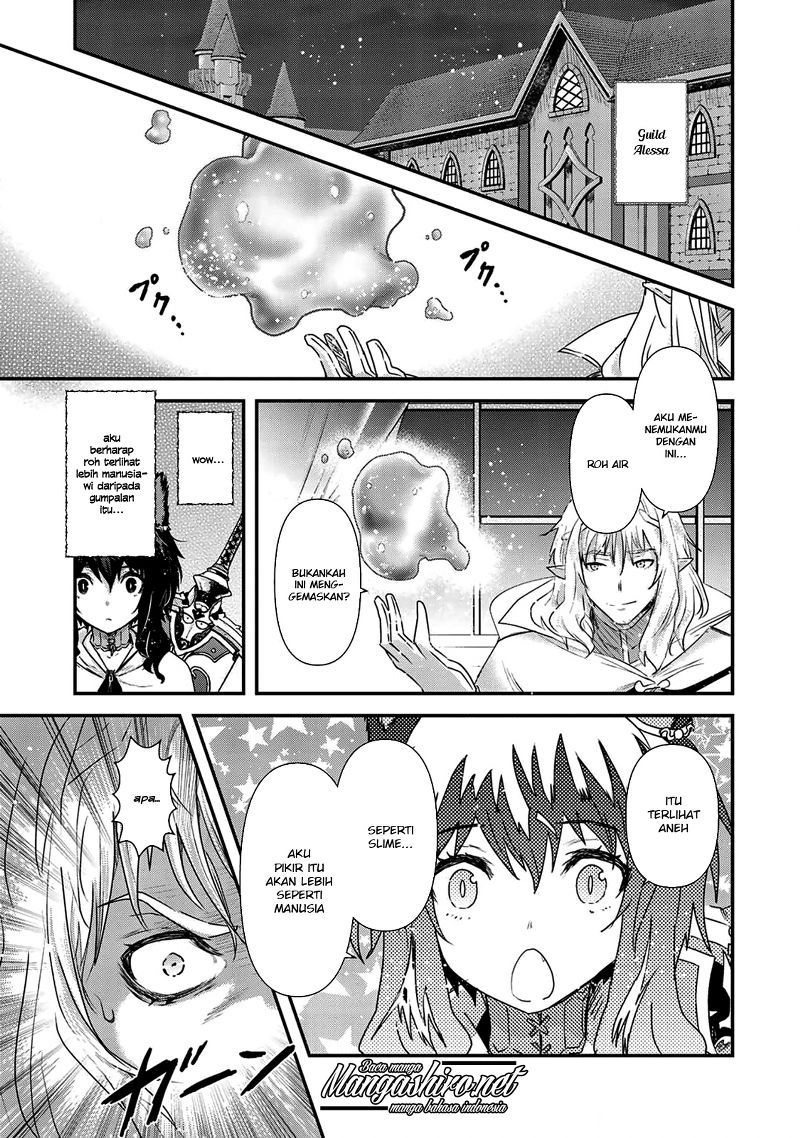 Guild
Alessa
プク...
プク...
AKU ME-
NEMUKANMU
DENGAN
INI...
ROH AIR
BUKANKAH
INI MENG-
GEMASKAN?
wow...
aku
berharap
roh terlihat
lebih manusia-
wi daripada
gumpalan
itu...
ITU
TERLIHAT
ANEH
SEPERTI
SLIME...
AKU
PIKIR ITU
AKAN LEBIH
SEPERTI
MANUSIA
apa..
ガーン
Baca manga
Mangashiro.net
manga bahasa indonesia